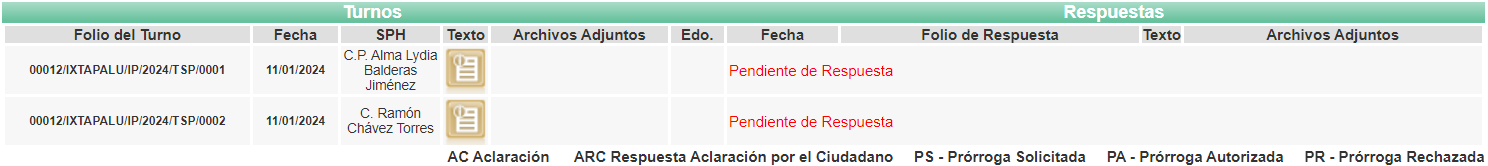 Turnos Respuestas
Folio del Turno Fecha SPH Texto Archivos Adjuntos Edo. Fecha Folio de Respuesta Texto Archivos Adjuntos
00012/IXTAPALU/IP/2024/TSP/0001 11/01/2024 C.P. Alma Lydia
Balderas
Jiménez
Pendiente de Respuesta
00012/IXTAPALU/IP/2024/TSP/0002 11/01/2024 C. Ramón
Chávez Torres
Pendiente de Respuesta
AC Aclaración ARC Respuesta Aclaración por el Ciudadano PS - Prórroga Solicitada PA - Prórroga Autorizada PR - Prórroga Rechazada